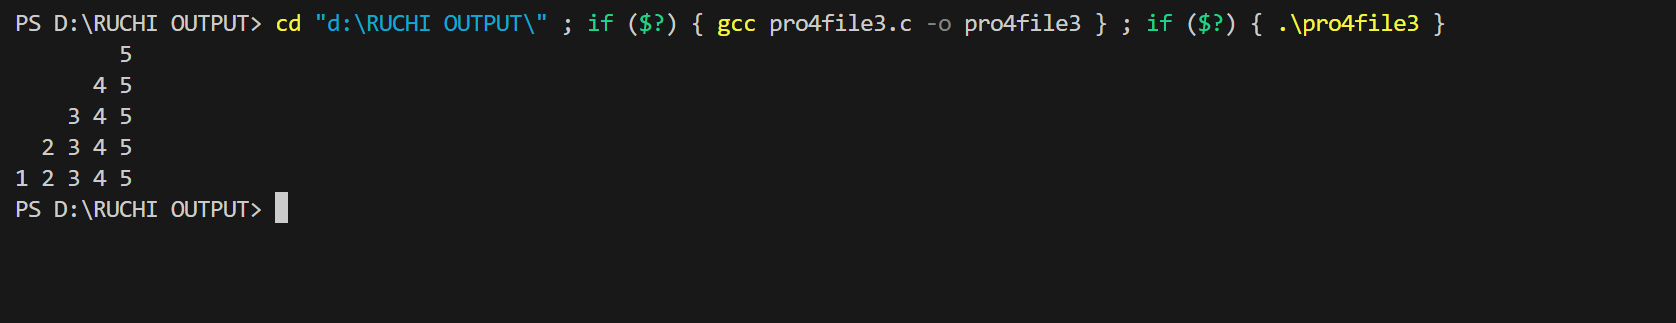 PS D:\RUCHI OUTPUT> cd "d:\RUCHI OUTPUT\" ; if ($?) { gcc pro4file3.c -o pro4file3 } ; if ($?) { .\pro4file3 }
        5
      4 5
    3 4 5
  2 3 4 5
1 2 3 4 5
PS D:\RUCHI OUTPUT>